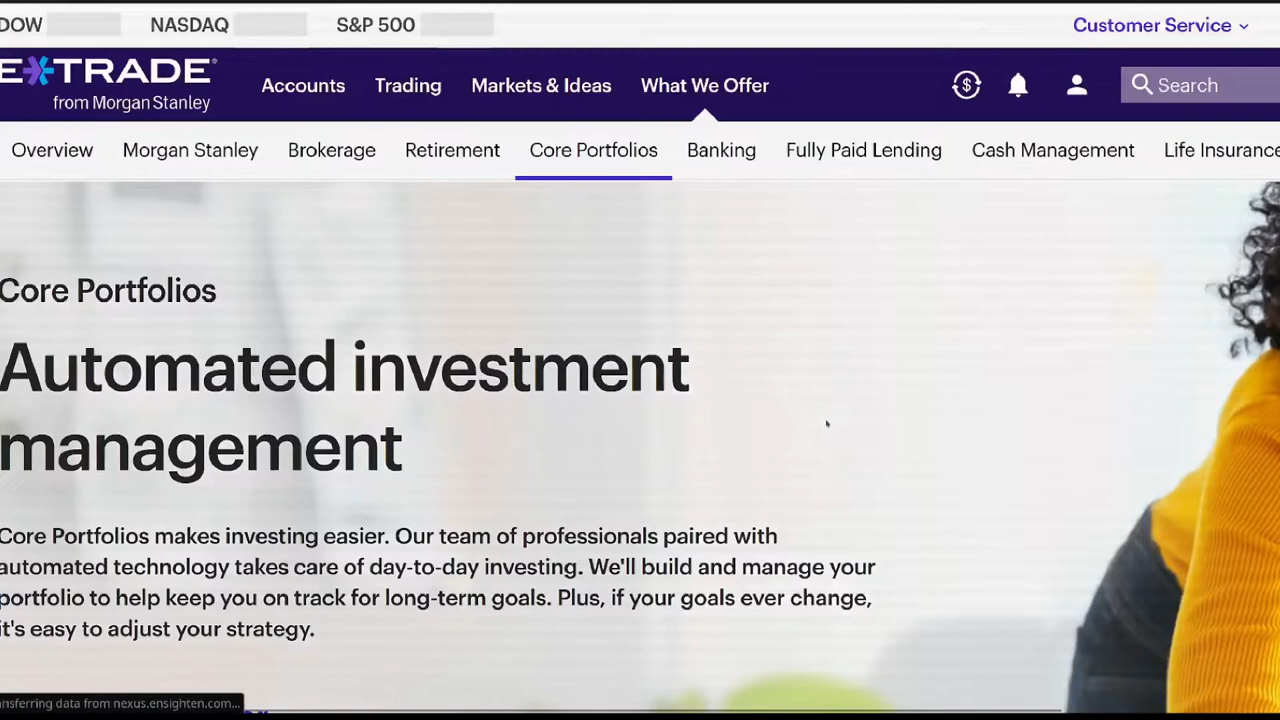 DOW NASDAQ S&P 500 Customer Service
E*TRADE®
from Morgan Stanley
Accounts Trading Markets & Ideas What We Offer Search
Overview Morgan Stanley Brokerage Retirement Core Portfolios Banking Fully Paid Lending Cash Management Life Insurance
Core Portfolios
Automated investment
management
Core Portfolios makes investing easier. Our team of professionals paired with
automated technology takes care of day-to-day investing. We'll build and manage your
portfolio to help keep you on track for long-term goals. Plus, if your goals ever change,
it's easy to adjust your strategy.
ansferring data from nexus.ensighten.com...